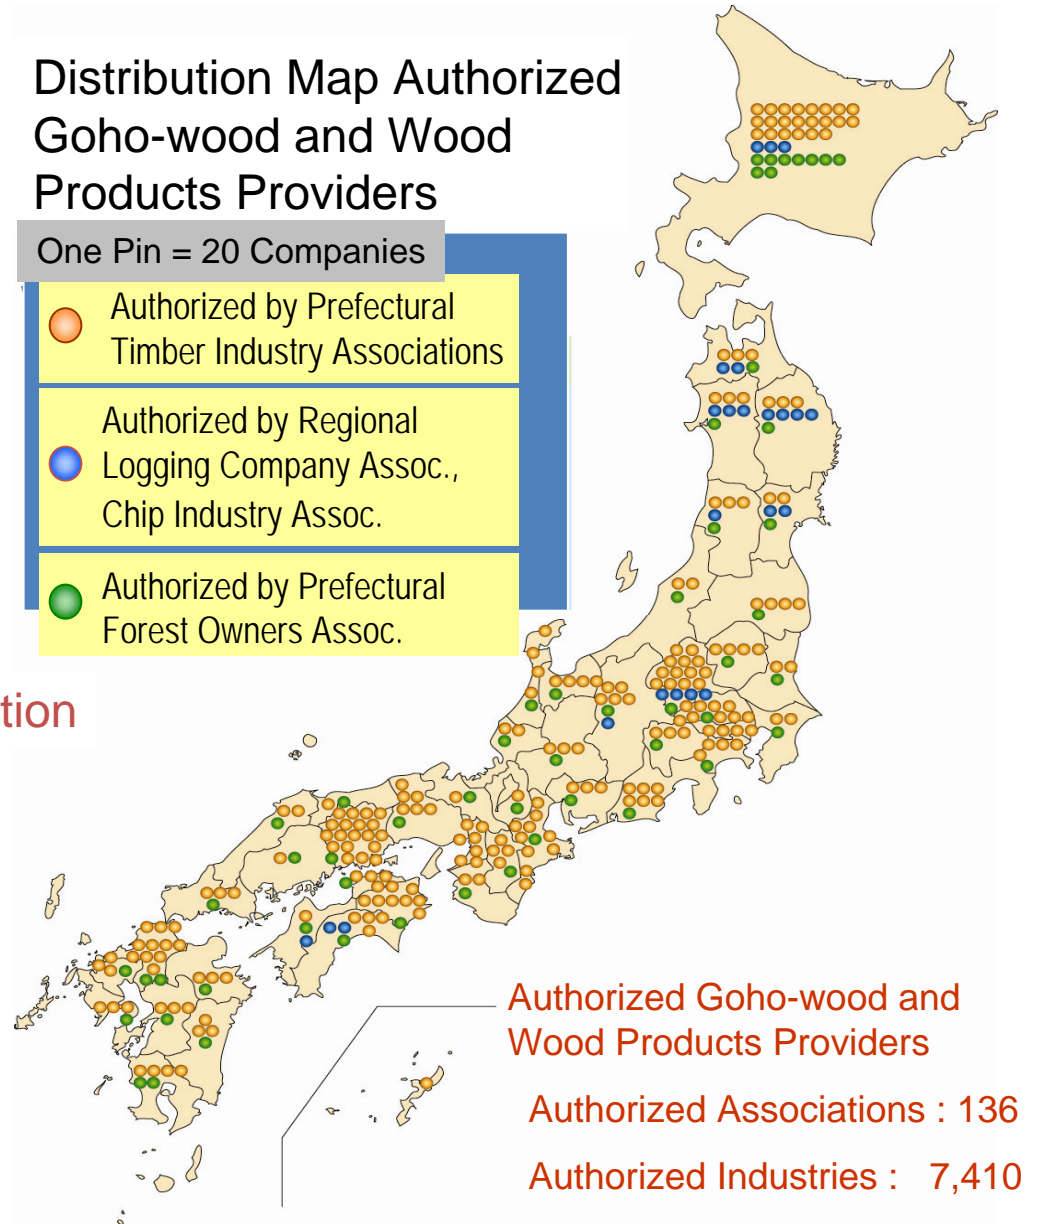 Distribution Map Authorized
Goho-wood and Wood
Products Providers
One Pin = 20 Companies
Authorized by Prefectural
Timber Industry Associations
Authorized by Regional
Logging Company Assoc.,
Chip Industry Assoc.
Authorized by Prefectural
Forest Owners Assoc.
tion
Authorized Goho-wood and
Wood Products Providers
Authorized Associations : 136
Authorized Industries : 7,410